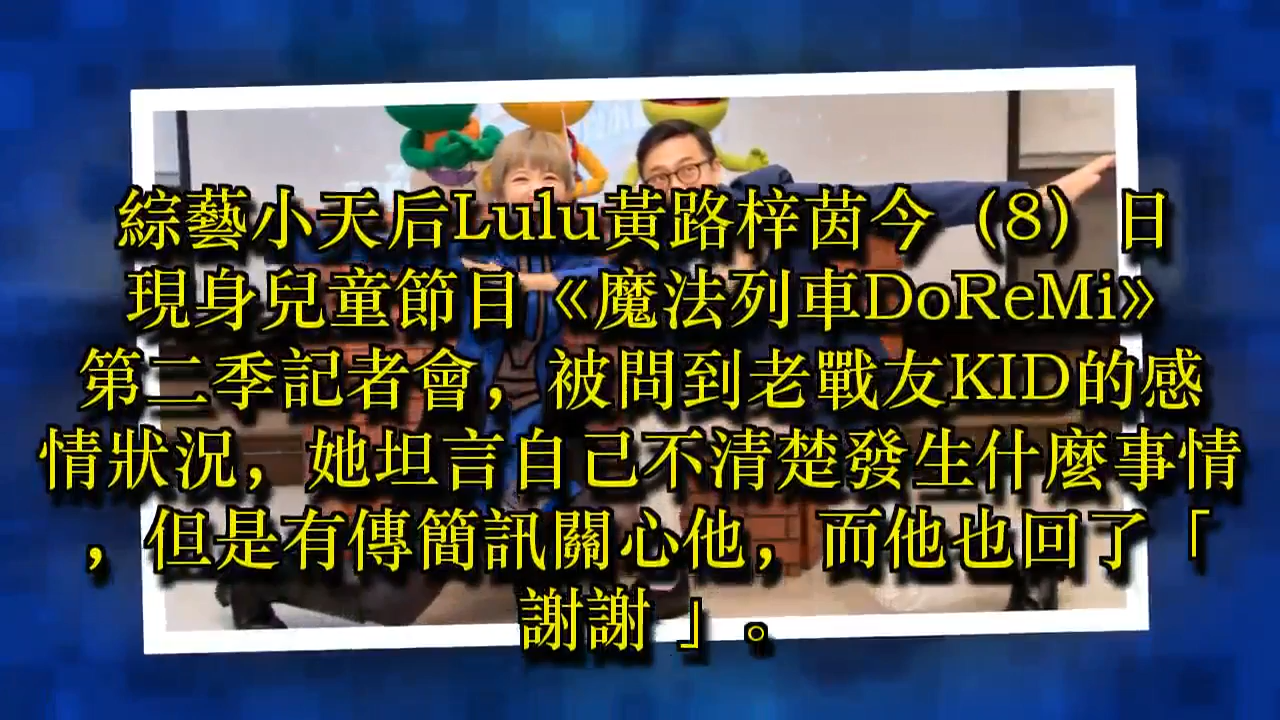 綜藝小天后Lulu黃路梓茵今（8）日
現身兒童節目《魔法列車DoReMi》
第二季記者會，被問到老戰友KID的感
情狀況，她坦言自己不清楚發生什麼事情
，但是有傳簡訊關心他，而他也回了「
謝謝 」。